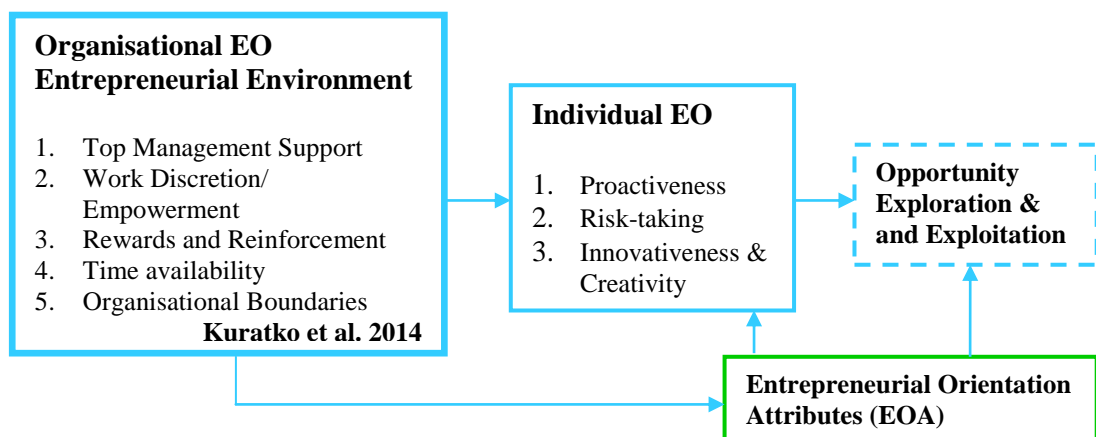 Organisational EO
Entrepreneurial Environment
1. Top Management Support
2. Work Discretion/
Empowerment
3. Rewards and Reinforcement
4. Time availability
5. Organisational Boundaries
Kuratko et al. 2014
Individual EO
1. Proactiveness
2. Risk-taking
3. Innovativeness &
Creativity
Opportunity
Exploration &
and Exploitation
Entrepreneurial Orientation
Attributes (EOA)